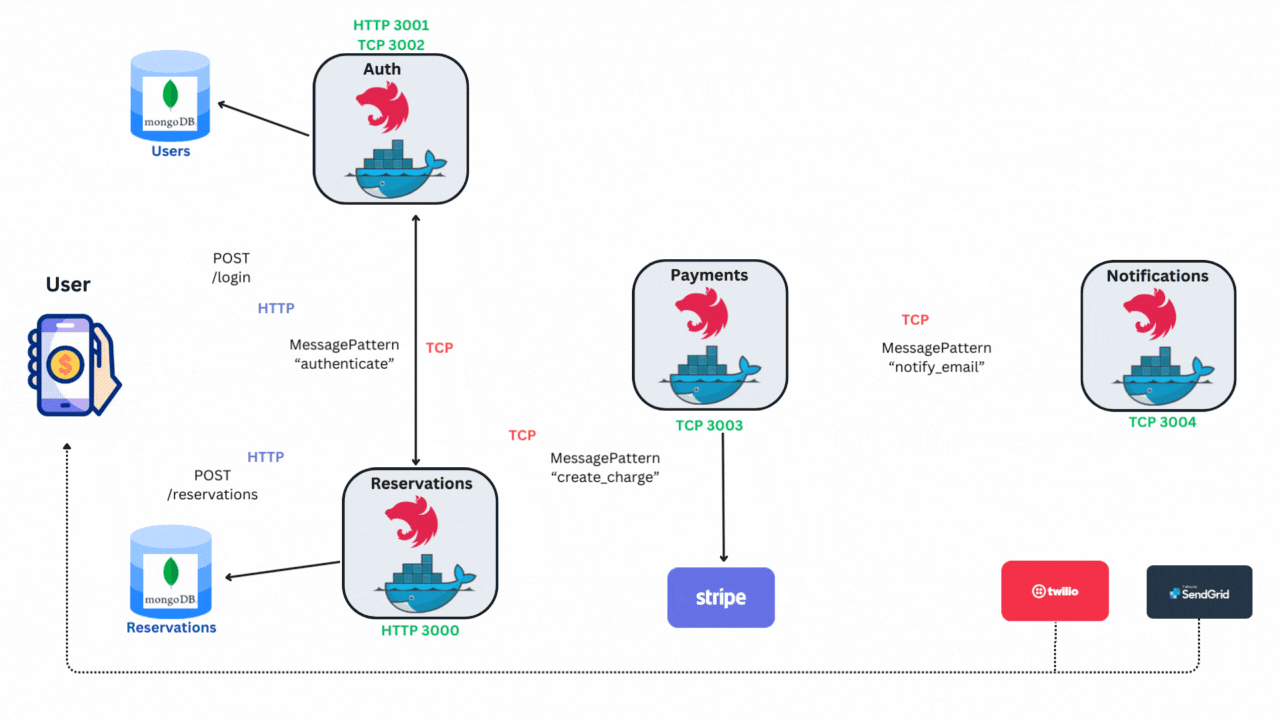 HTTP 3001
TCP 3002
Auth
mongoDB.
Users
POST
/login
HTTP
MessagePattern
“authenticate”
TCP
User
Payments
TCP 3003
TCP
MessagePattern
“notify_email”
Notifications
TCP 3004
HTTP
POST
/reservations
TCP
MessagePattern
“create_charge”
Reservations
HTTP 3000
mongoDB.
Reservations
stripe
twilio
SendGrid